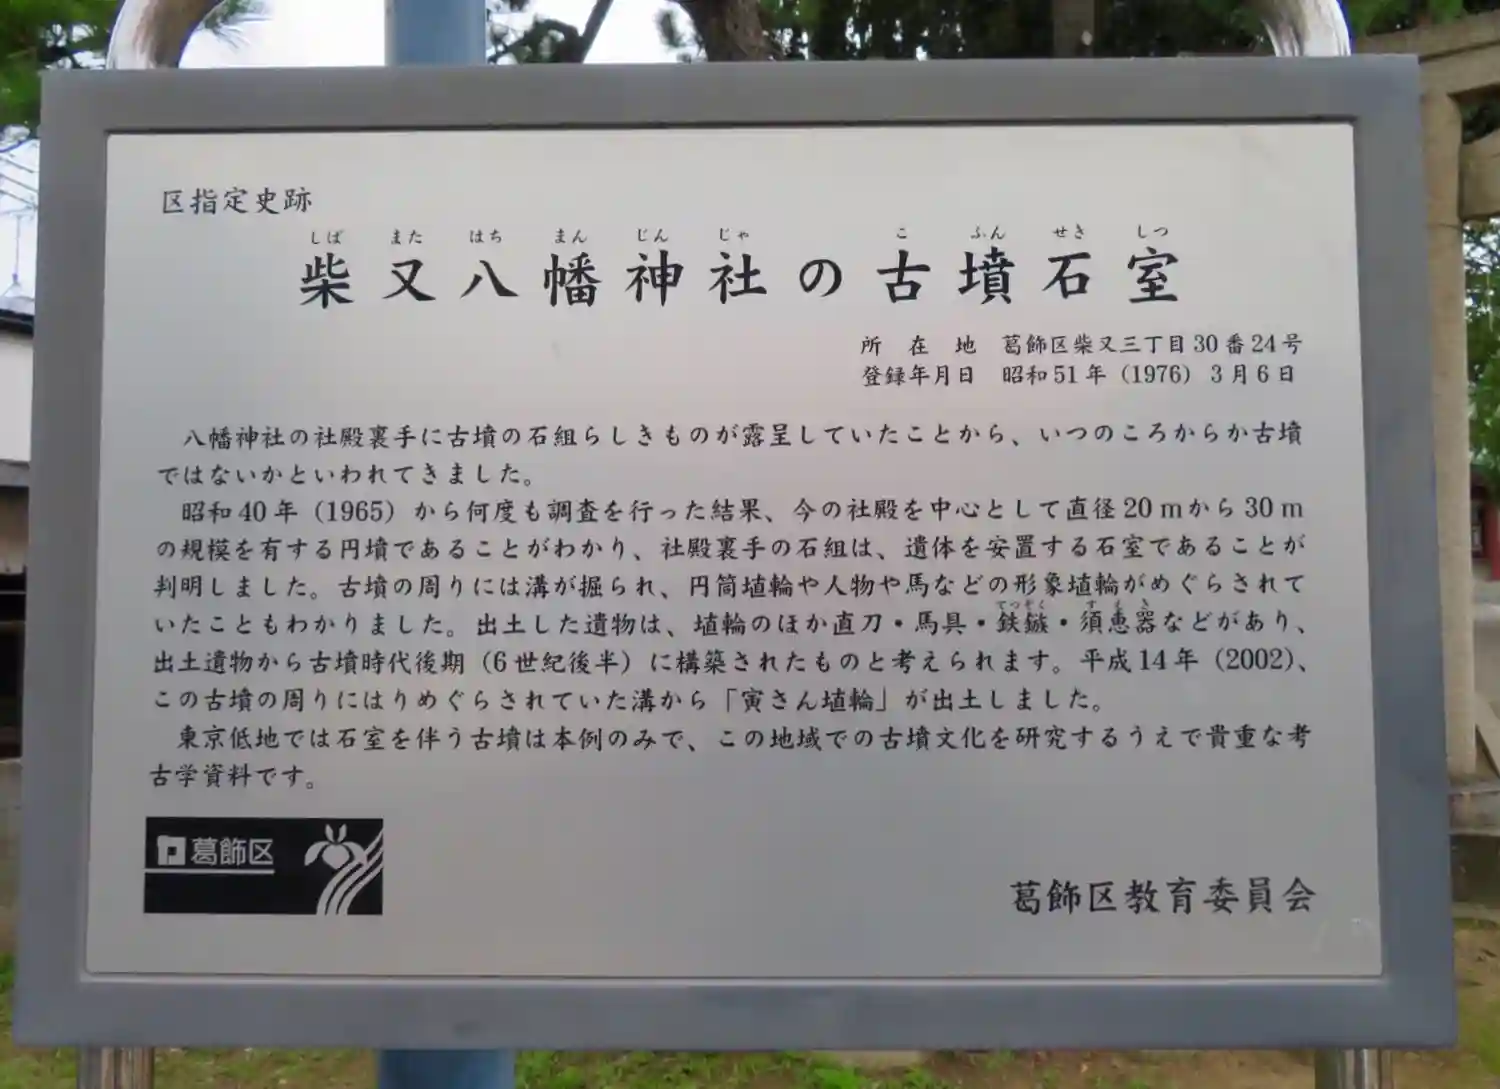 区指定史跡
しば また はち まん じん じゃ こ ふん せき しつ
柴又八幡神社の古墳石室
所在地 葛飾区柴又三丁目30番24号
登録年月日 昭和51年（1976）3月6日
八幡神社の社殿裏手に古墳の石組らしきものが露呈していたことから、いつのころからか古墳
ではないかといわれてきました。
昭和40年（1965）から何度も調査を行った結果、今の社殿を中心として直径20mから30m
の規模を有する円墳であることがわかり、社殿裏手の石組は、遺体を安置する石室であることが
判明しました。古墳の周りには溝が掘られ、円筒埴輪や人物や馬などの形象埴輪がめぐらされて
てつぞく すえき
いたこともわかりました。出土した遺物は、埴輪のほか直刀・馬具・鉄鏃・須恵器などがあり、
出土遺物から古墳時代後期（6世紀後半）に構築されたものと考えられます。平成14年（2002）、
この古墳の周りにはりめぐらされていた溝から「寅さん埴輪」が出土しました。
東京低地では石室を伴う古墳は本例のみで、この地域での古墳文化を研究するうえで貴重な考
古学資料です。
葛飾区
葛飾区教育委員会